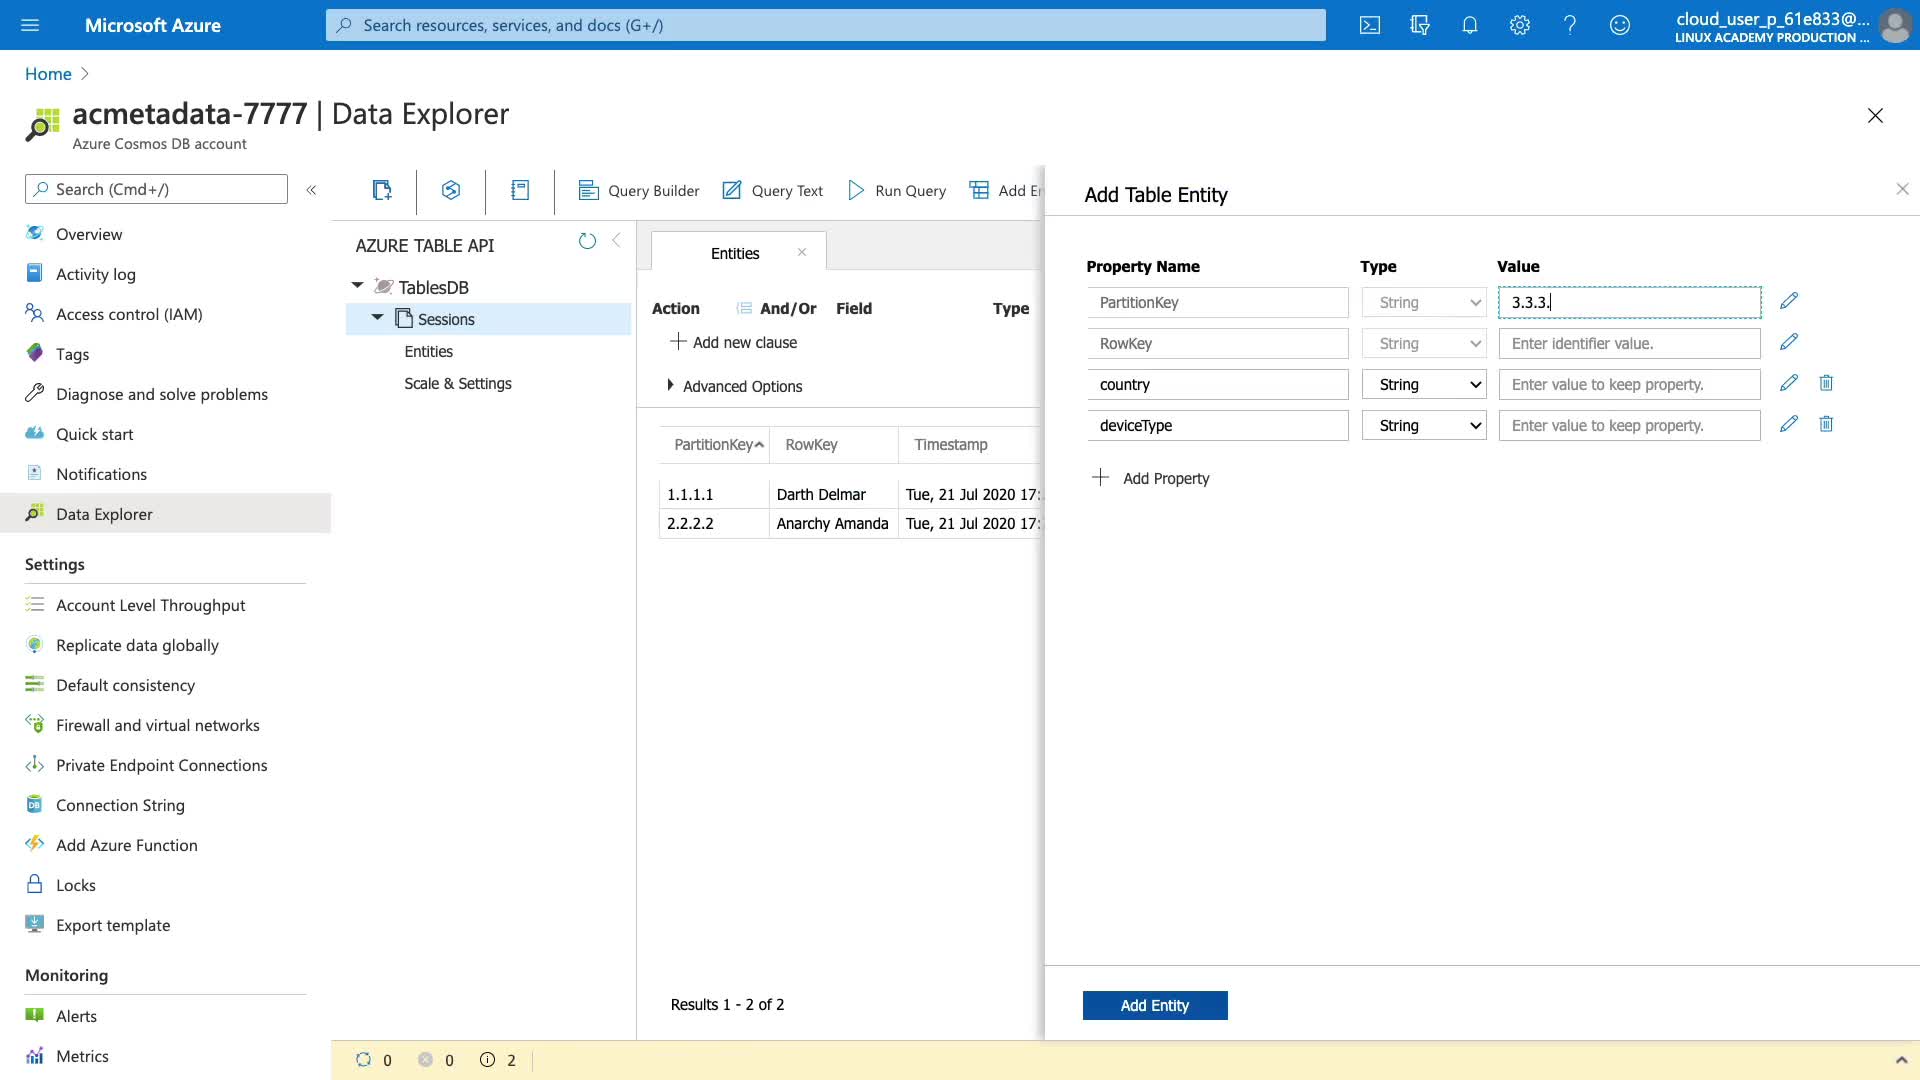 Microsoft Azure
Search resources, services, and docs (G+/)
cloud_user_p_61e833@...
LINUX ACADEMY PRODUCTION ...
Home
acmetadata-7777 | Data Explorer
Azure Cosmos DB account
Search (Cmd+/)
Overview
Activity log
Access control (IAM)
Tags
Diagnose and solve problems
Quick start
Notifications
Data Explorer
Settings
Account Level Throughput
Replicate data globally
Default consistency
Firewall and virtual networks
Private Endpoint Connections
Connection String
Add Azure Function
Locks
Export template
Monitoring
Alerts
Metrics
Query Builder Query Text Run Query Add En
AZURE TABLE API
TablesDB
Sessions
Entities
Scale & Settings
Entities
Action And/Or Field Type
Add new clause
Advanced Options
PartitionKey RowKey Timestamp
1.1.1.1 Darth Delmar Tue, 21 Jul 2020 17:
2.2.2.2 Anarchy Amanda Tue, 21 Jul 2020 17:
Results 1 - 2 of 2
0 0 2
Add Table Entity
Property Name Type Value
PartitionKey String 3.3.3.
RowKey String Enter identifier value.
country String Enter value to keep property.
deviceType String Enter value to keep property.
Add Property
Add Entity